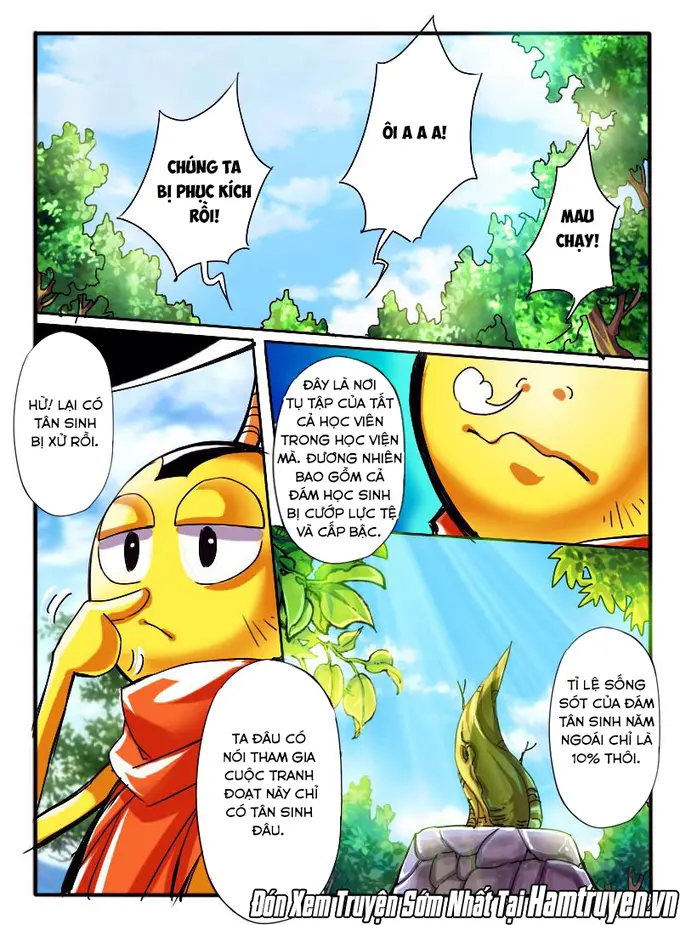 CHÚNG TA
BỊ PHỤC KÍCH
RỒI!
ÔI A A A!
MAU
CHẠY!
HỪ! LẠI CÓ
TÂN SINH
BỊ XỬ RỒI.
ĐÂY LÀ NƠI
TỤ TẬP CỦA TẤT
CẢ HỌC VIÊN
TRONG HỌC VIỆN
MÀ. ĐƯƠNG NHIÊN
BAO GỒM CẢ
ĐÁM HỌC SINH
BỊ CƯỚP LỰC TỆ
VÀ CẤP BẬC.
TA ĐÂU CÓ
NÓI THAM GIA
CUỘC TRANH
ĐOẠT NÀY CHỈ
CÓ TÂN SINH
ĐÂU.
TỈ LỆ SỐNG
SÓT CỦA ĐÁM
TÂN SINH NĂM
NGOÁI CHỈ LÀ
10% THÔI.
Đón Xem Truyện Sớm Nhất Tại Hamtruyen.vn